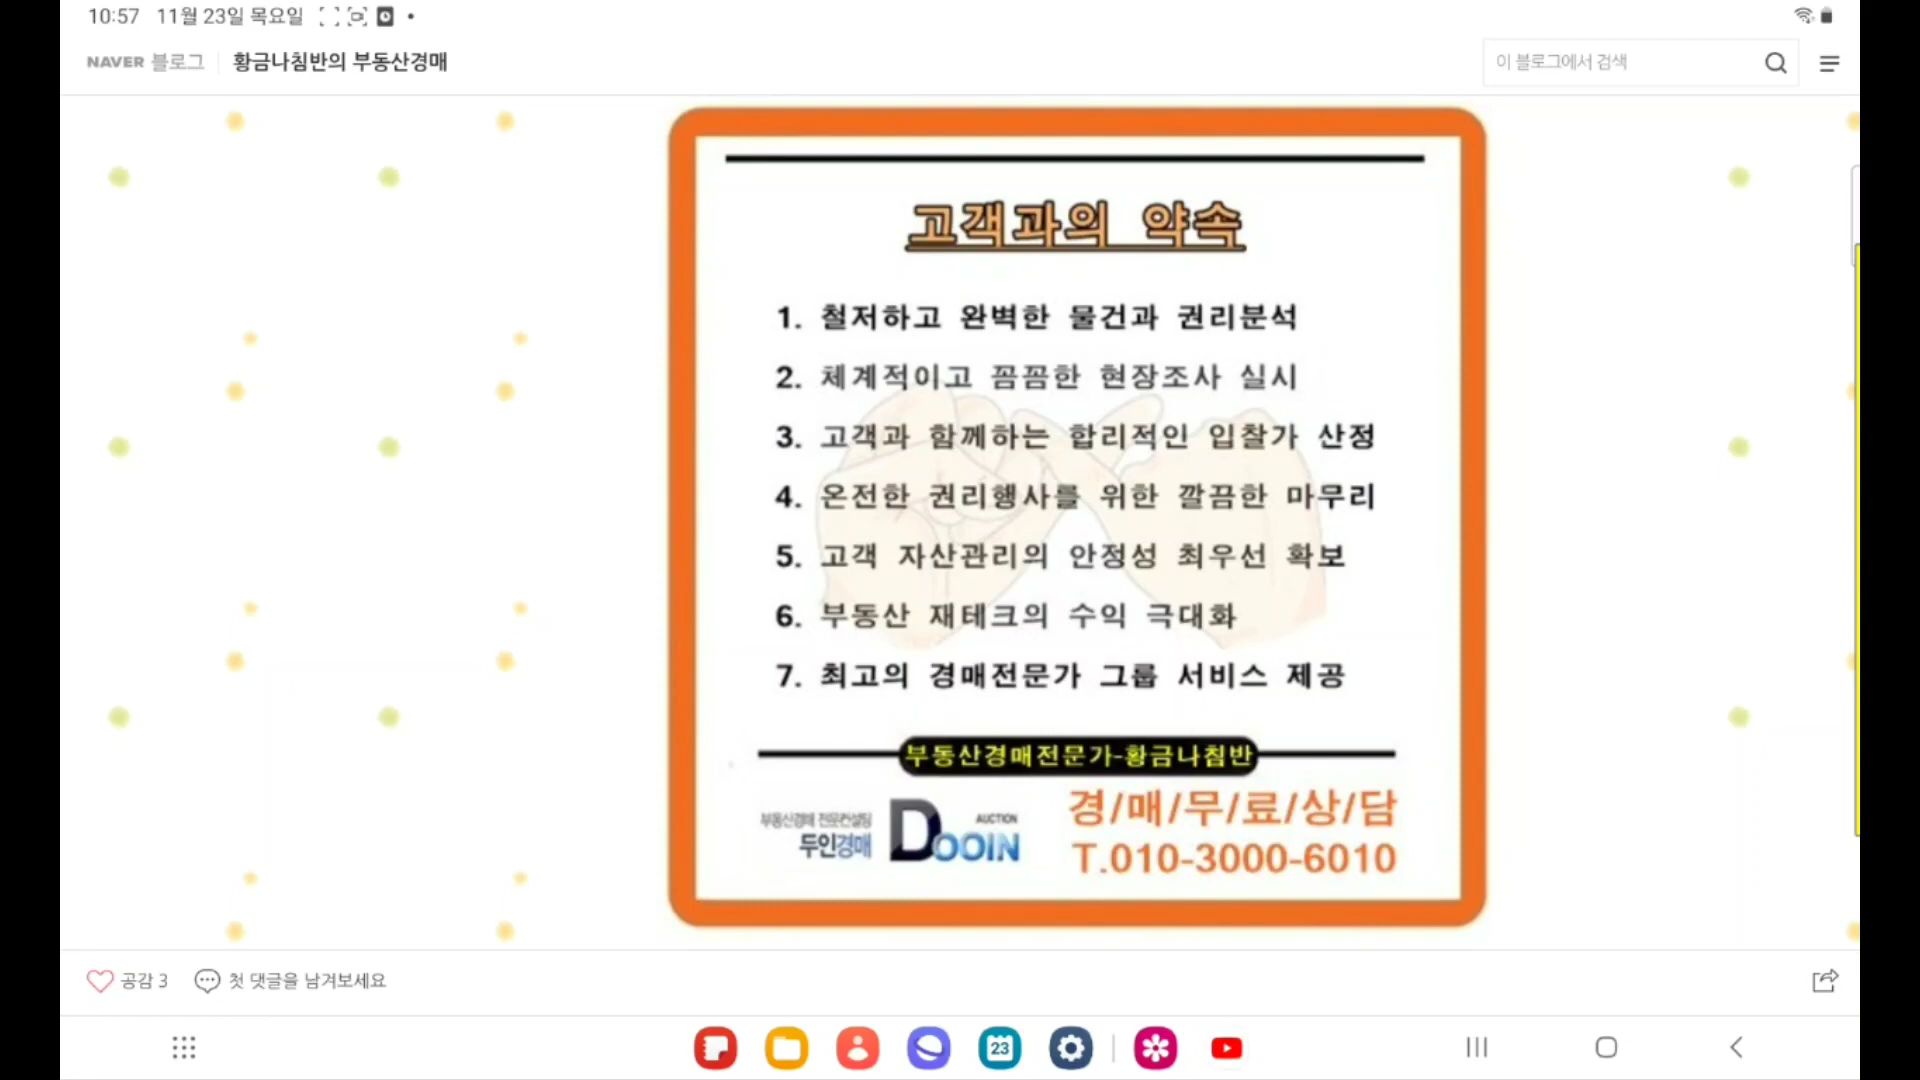 10:57 11월 23일 목요일
NAVER 블로그 황금나침반의 부동산경매
이 블로그에서 검색
고객과의 약속
1. 철저하고 완벽한 물건과 권리분석
2. 체계적이고 꼼꼼한 현장조사 실시
3. 고객과 함께하는 합리적인 입찰가 산정
4. 온전한 권리행사를 위한 깔끔한 마무리
5. 고객 자산관리의 안정성 최우선 확보
6. 부동산 재테크의 수익 극대화
7. 최고의 경매전문가 그룹 서비스 제공
부동산경매전문가-황금나침반
부동산경매 전문컨설팅
두인경매
AUCTION
DOOIN
경/매/무/료/상/담
T.010-3000-6010
공감 3 첫 댓글을 남겨보세요
23